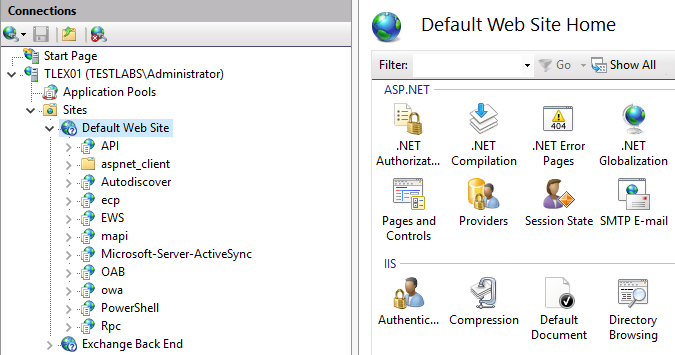 Connections
Start Page
TLEX01 (TESTLABS\Administrator)
Application Pools
Sites
Default Web Site
API
aspnet_client
Autodiscover
ecp
EWS
mapi
Microsoft-Server-ActiveSync
OAB
owa
PowerShell
Rpc
Exchange Back End
Default Web Site Home
Filter: Go Show All
ASP.NET
.NET Authorizat...
.NET Compilation
404
.NET Error Pages
.NET Globalization
Pages and Controls
Providers
Session State
SMTP E-mail
IIS
Authentic...
Compression
Default Document
Directory Browsing